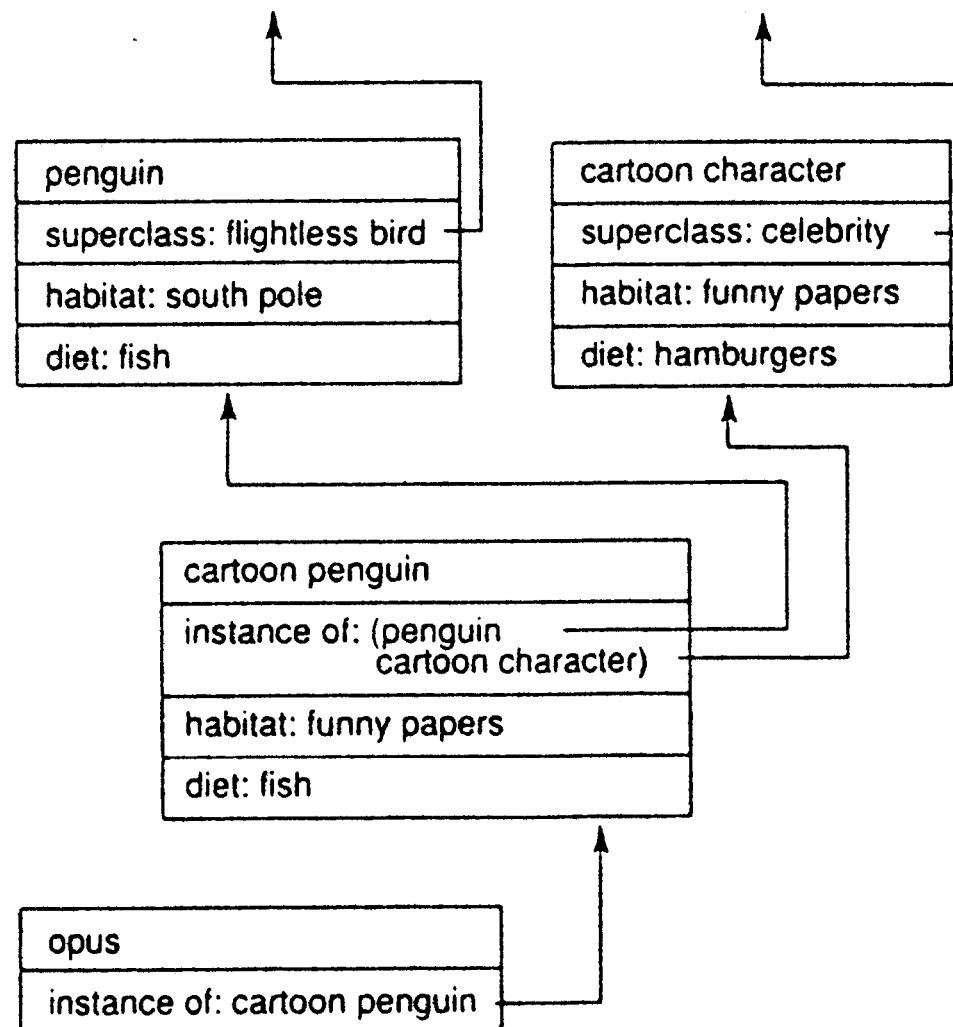 penguin
superclass: flightless bird
habitat: south pole
diet: fish
cartoon character
superclass: celebrity
habitat: funny papers
diet: hamburgers
cartoon penguin
instance of: (penguin
cartoon character)
habitat: funny papers
diet: fish
opus
instance of: cartoon penguin